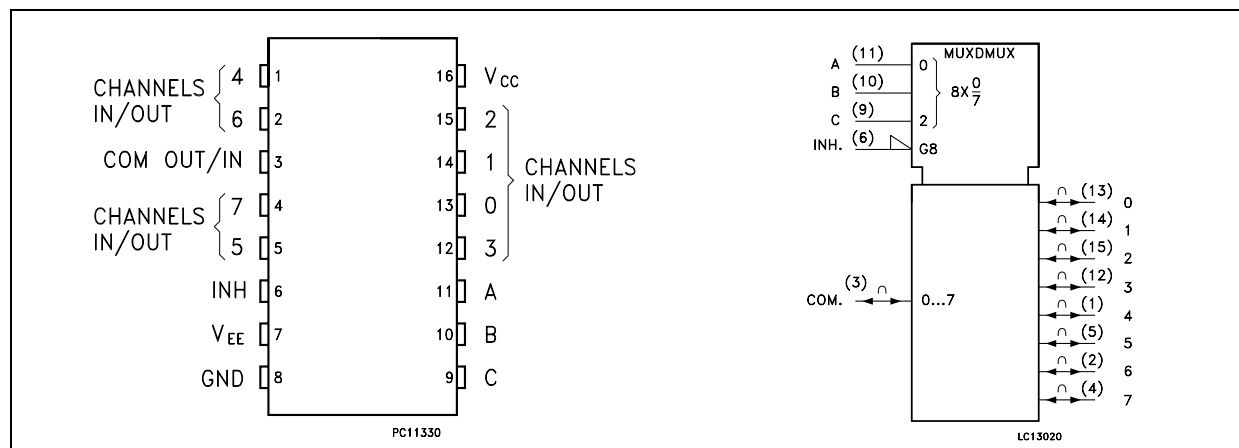 CHANNELS
IN/OUT
4
6
COM OUT/IN
CHANNELS
IN/OUT
7
5
INH
VEE
GND
1
2
3
4
5
6
7
8
16
15
14
13
12
11
10
9
VCC
2
1
0
3
CHANNELS
IN/OUT
A
B
C
PC11330
MUXDMUX
A (11) 0
B (10)
8X 0/7
C (9) 2
INH. (6) G8
COM. (3) ∩ 0...7
∩ (13) 0
∩ (14) 1
∩ (15) 2
∩ (12) 3
∩ (1) 4
∩ (5) 5
∩ (2) 6
∩ (4) 7
LC13020